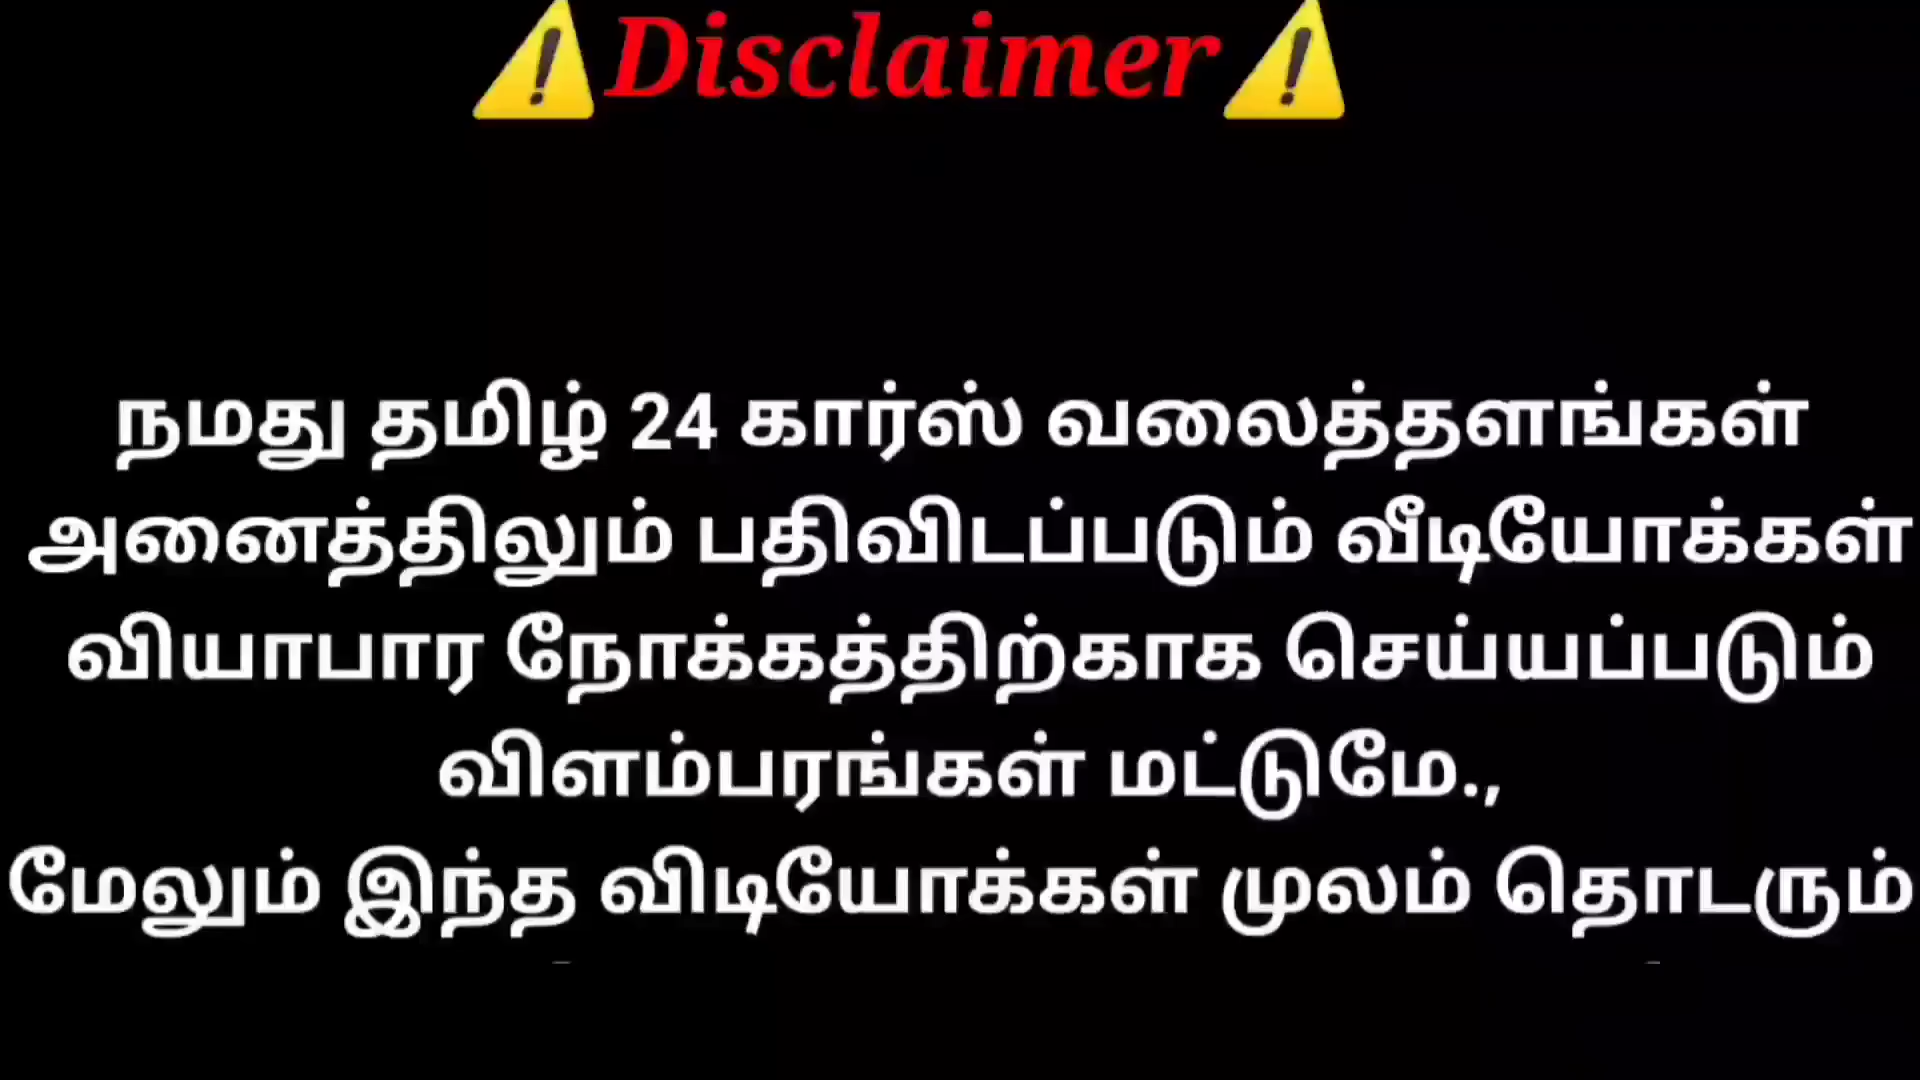 ⚠️Disclaimer⚠️
நமது தமிழ் 24 கார்ஸ் வலைத்தளங்கள்
அனைத்திலும் பதிவிடப்படும் வீடியோக்கள்
வியாபார நோக்கத்திற்காக செய்யப்படும்
விளம்பரங்கள் மட்டுமே.,
மேலும் இந்த விடியோக்கள் முலம் தொடரும்